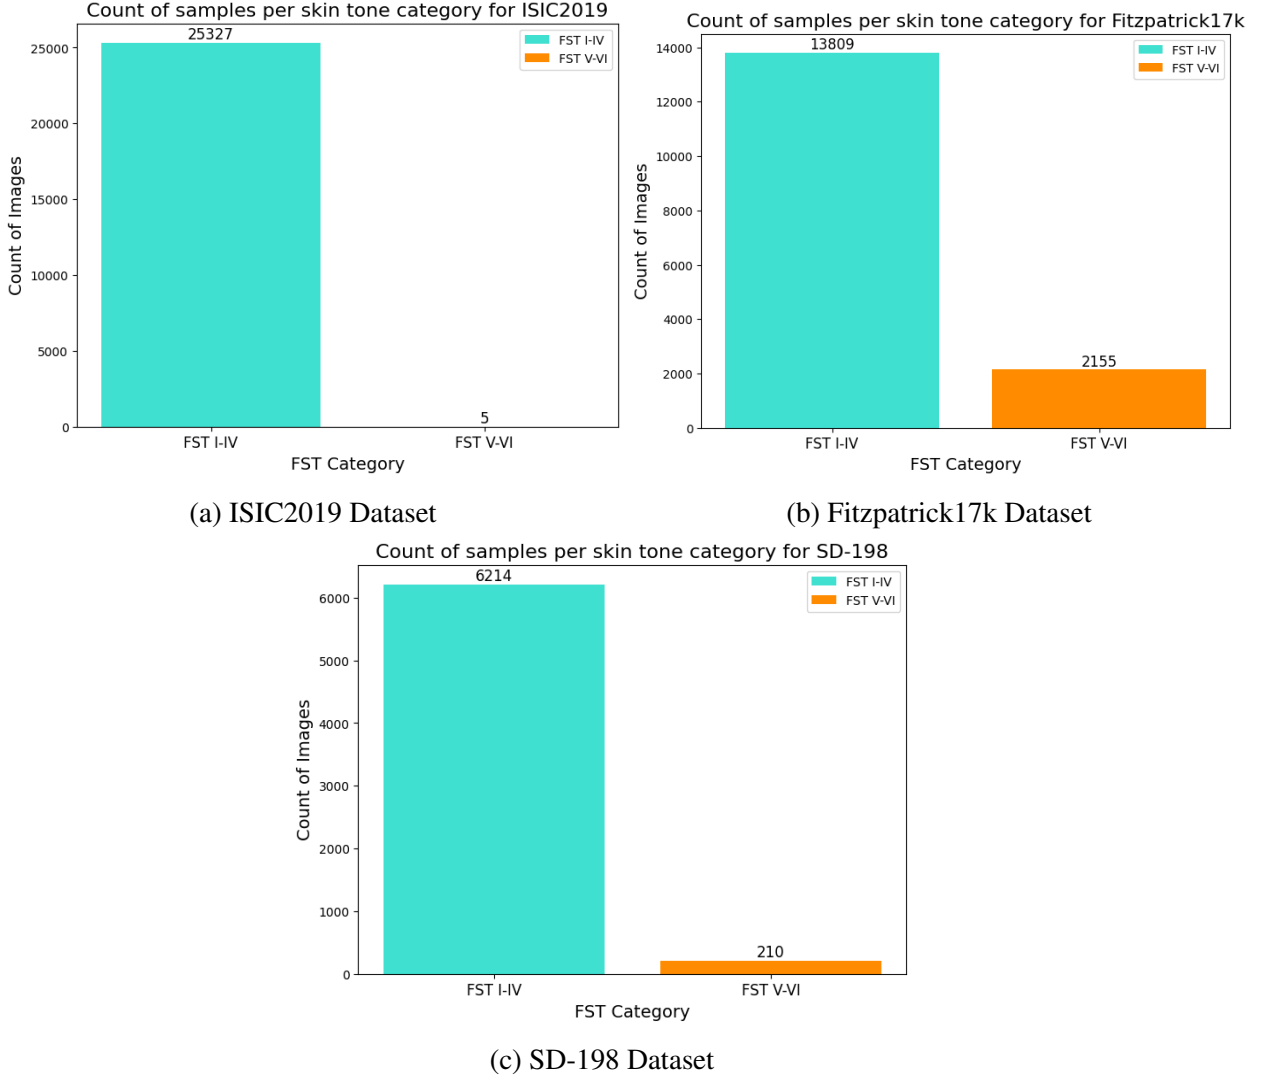 Count of samples per skin tone category for ISIC2019
25327
FST I-IV
FST V-VI
25000
20000
15000
10000
5000
0
5
Count of Images
FST I-IV
FST V-VI
FST Category
(a) ISIC2019 Dataset
Count of samples per skin tone category for Fitzpatrick17k
13809
FST I-IV
FST V-VI
14000
12000
10000
8000
6000
4000
2000
0
2155
Count of Images
FST I-IV
FST V-VI
FST Category
(b) Fitzpatrick17k Dataset
Count of samples per skin tone category for SD-198
6214
FST I-IV
FST V-VI
6000
5000
4000
3000
2000
1000
0
210
Count of Images
FST I-IV
FST V-VI
FST Category
(c) SD-198 Dataset